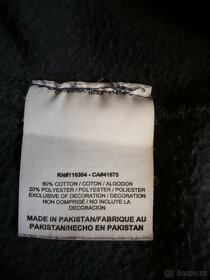 RN#116304 - CA#41675
80% COTTON / COTON / ALGODON
20% POLYESTER / POLYESTER / POLIESTER
EXCLUSIVE OF DECORATION / DECORATION
NON COMPRISE / NO INCLUYE
DECORACION
MADE IN PAKISTAN/FABRIQUE AU
PAKISTAN/HECHO EN PAKISTAN